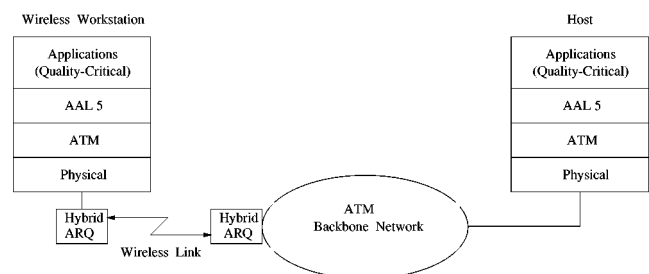 Wireless Workstation
Host
Applications
(Quality-Critical)
AAL 5
ATM
Physical
Applications
(Quality-Critical)
AAL 5
ATM
Physical
Hybrid
ARQ
Wireless Link
Hybrid
ARQ
ATM
Backbone Network